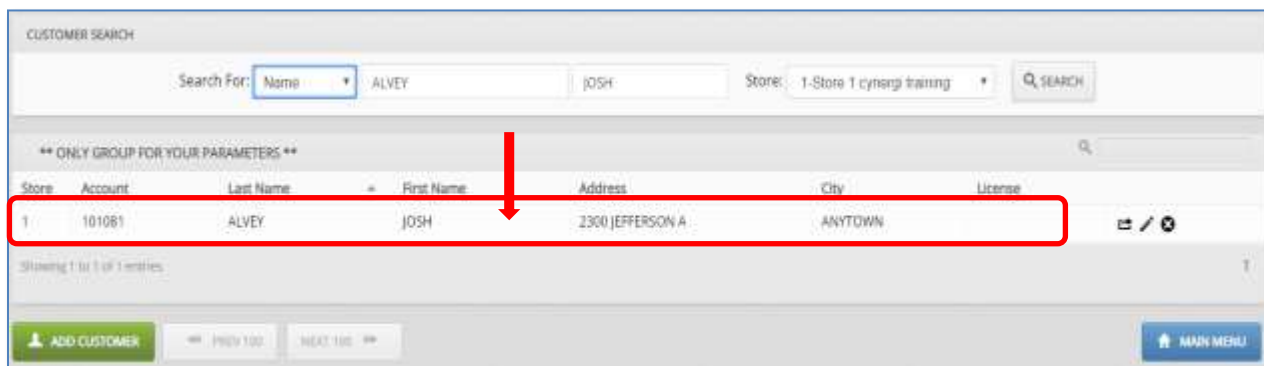 CUSTOMER SEARCH
Search For: Name ALVEY JOSH Store: 1-Store 1 cynergi training SEARCH
** ONLY GROUP FOR YOUR PARAMETERS **
Store Account Last Name First Name Address City License
1 101081 ALVEY JOSH 2300 JEFFERSON A ANYTOWN
Showing 1 to 1 of 1 entries 1
ADD CUSTOMER PREV 100 NEXT 100 MAIN MENU